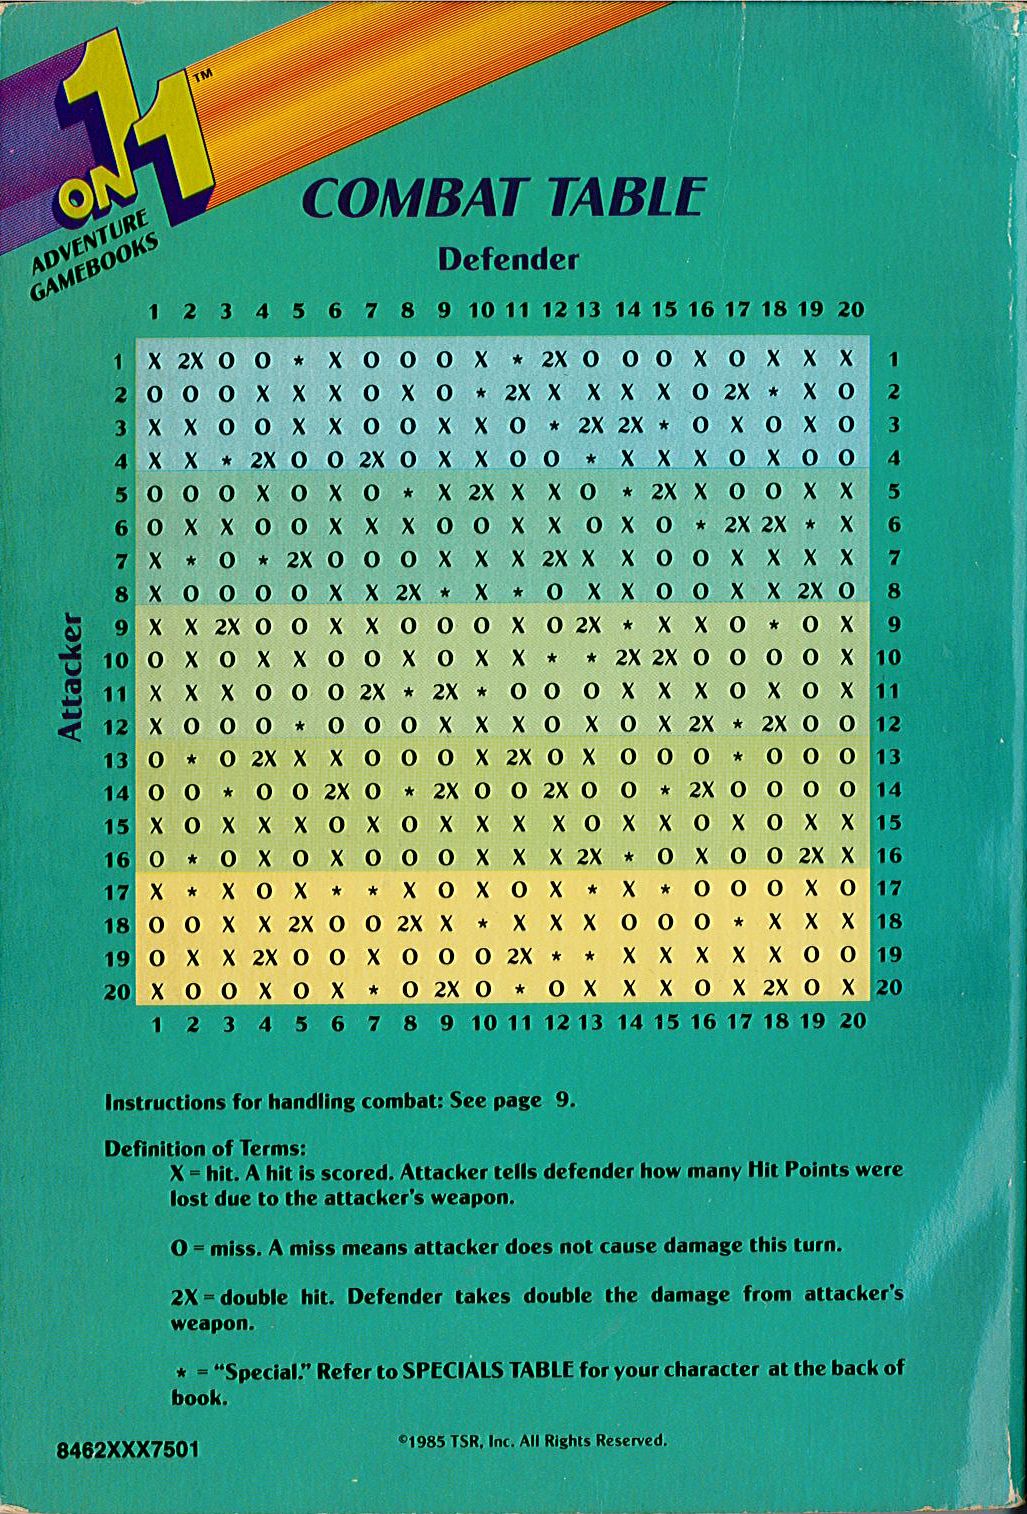 1 ON 1™
ADVENTURE
GAMEBOOKS
COMBAT TABLE
Defender
1 2 3 4 5 6 7 8 9 10 11 12 13 14 15 16 17 18 19 20
Attacker
1 X 2X O O * X O O O X * 2X O O O X O X X X 1
2 O O O X X X O X O * 2X X X X X O 2X * X O 2
3 X X O O X X O O X X O * 2X 2X * O X O X O 3
4 X X * 2X O O 2X O X X O O * X X X O X O O 4
5 O O O X O X O * X 2X X X O * 2X X O O X X 5
6 O X X O O X X X O O X X O X O * 2X 2X * X 6
7 X * O * 2X O O O X X X 2X X X O O X X X X 7
8 X O O O O X X 2X * X * O X X O O X X 2X O 8
9 X X 2X O O X X O O O X O 2X * X X O * O X 9
10 O X O X X O O X O X X * * 2X 2X O O O O X 10
11 X X X O O O 2X * 2X * O O O X X X O X O X 11
12 X O O O * O O O X X X O X O X 2X * 2X O O 12
13 O * O 2X X X O O O X 2X O X O O O * O O O 13
14 O O * O O 2X O * 2X O O 2X O O * 2X O O O O 14
15 X O X X X O X O X X X X O X X O X O X X 15
16 O * O X O X O O O X X X 2X * O X O O 2X X 16
17 X * X O X * * X O X O X * X * O O O X O 17
18 O O X X 2X O O 2X X * X X X O O O * X X X 18
19 O X X 2X O O X O O O 2X * * X X X X X O O 19
20 X O O X O X * O 2X O * O X X X O X 2X O X 20
1 2 3 4 5 6 7 8 9 10 11 12 13 14 15 16 17 18 19 20
Instructions for handling combat: See page 9.
Definition of Terms:
X = hit. A hit is scored. Attacker tells defender how many Hit Points were
lost due to the attacker's weapon.
O = miss. A miss means attacker does not cause damage this turn.
2X = double hit. Defender takes double the damage from attacker's
weapon.
* = "Special." Refer to SPECIALS TABLE for your character at the back of
book.
8462XXX7501
©1985 TSR, Inc. All Rights Reserved.